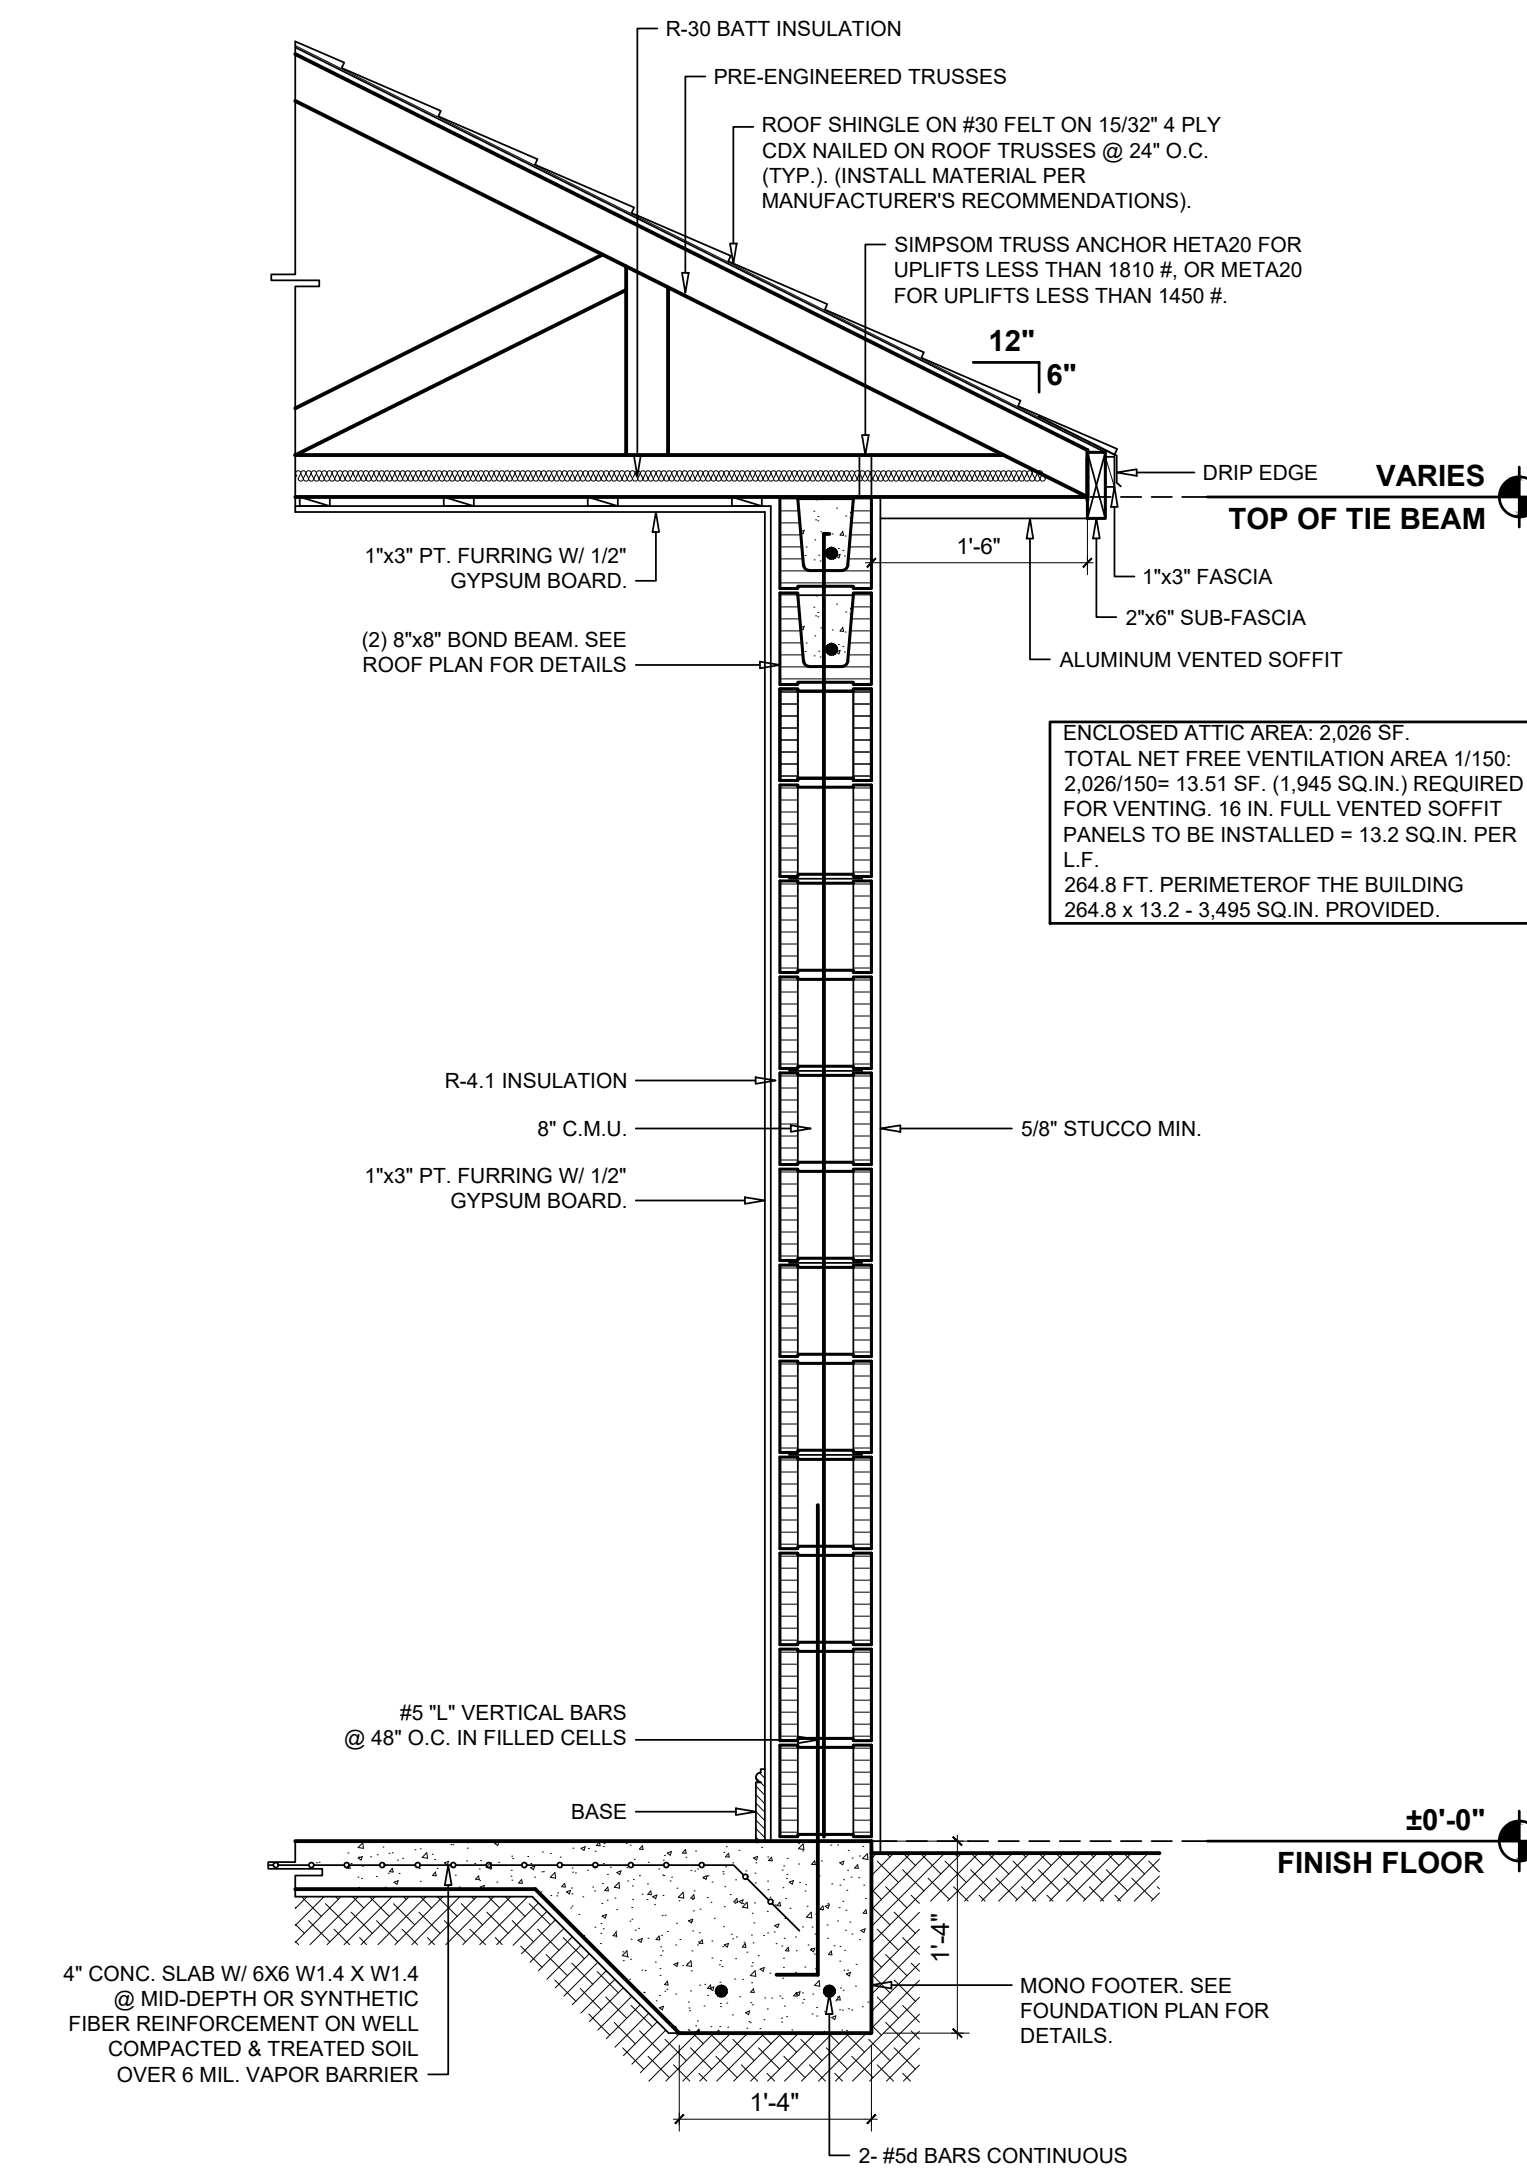 R-30 BATT INSULATION
PRE-ENGINEERED TRUSSES
ROOF SHINGLE ON #30 FELT ON 15/32" 4 PLY
CDX NAILED ON ROOF TRUSSES @ 24" O.C.
(TYP.). (INSTALL MATERIAL PER
MANUFACTURER'S RECOMMENDATIONS).
SIMPSOM TRUSS ANCHOR HETA20 FOR
UPLIFTS LESS THAN 1810 #, OR META20
FOR UPLIFTS LESS THAN 1450 #.
12"
6"
DRIP EDGE
VARIES
TOP OF TIE BEAM
1'-6"
1"x3" PT. FURRING W/ 1/2"
GYPSUM BOARD.
1"x3" FASCIA
2"x6" SUB-FASCIA
(2) 8"x8" BOND BEAM. SEE
ROOF PLAN FOR DETAILS
ALUMINUM VENTED SOFFIT
ENCLOSED ATTIC AREA: 2,026 SF.
TOTAL NET FREE VENTILATION AREA 1/150:
2,026/150= 13.51 SF. (1,945 SQ.IN.) REQUIRED
FOR VENTING. 16 IN. FULL VENTED SOFFIT
PANELS TO BE INSTALLED = 13.2 SQ.IN. PER
L.F.
264.8 FT. PERIMETEROF THE BUILDING
264.8 x 13.2 - 3,495 SQ.IN. PROVIDED.
R-4.1 INSULATION
8" C.M.U.
5/8" STUCCO MIN.
1"x3" PT. FURRING W/ 1/2"
GYPSUM BOARD.
#5 "L" VERTICAL BARS
@ 48" O.C. IN FILLED CELLS
BASE
±0'-0"
FINISH FLOOR
1'-4"
4" CONC. SLAB W/ 6X6 W1.4 X W1.4
@ MID-DEPTH OR SYNTHETIC
FIBER REINFORCEMENT ON WELL
COMPACTED & TREATED SOIL
OVER 6 MIL. VAPOR BARRIER
MONO FOOTER. SEE
FOUNDATION PLAN FOR
DETAILS.
1'-4"
2- #5d BARS CONTINUOUS